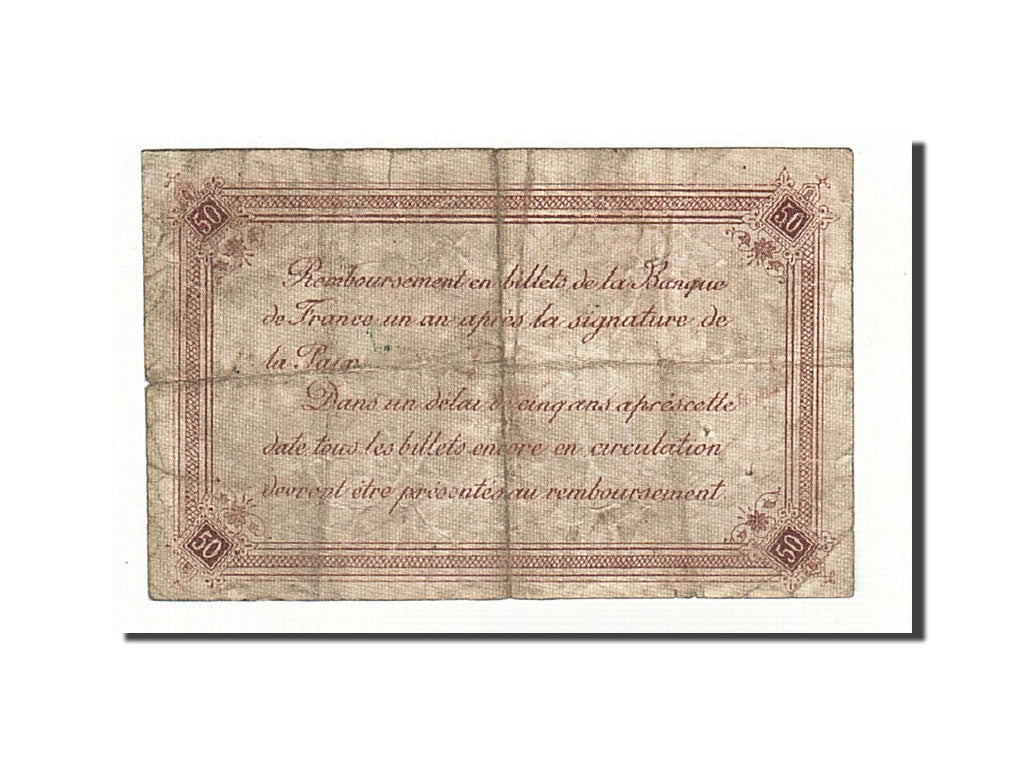 50 50
Remboursement en billets de la Banque
de France un an après la signature de
la Paix
Dans un délai cinq ans après cette
date tous les billets encore en circulation
devront être présentés au remboursement
50 50